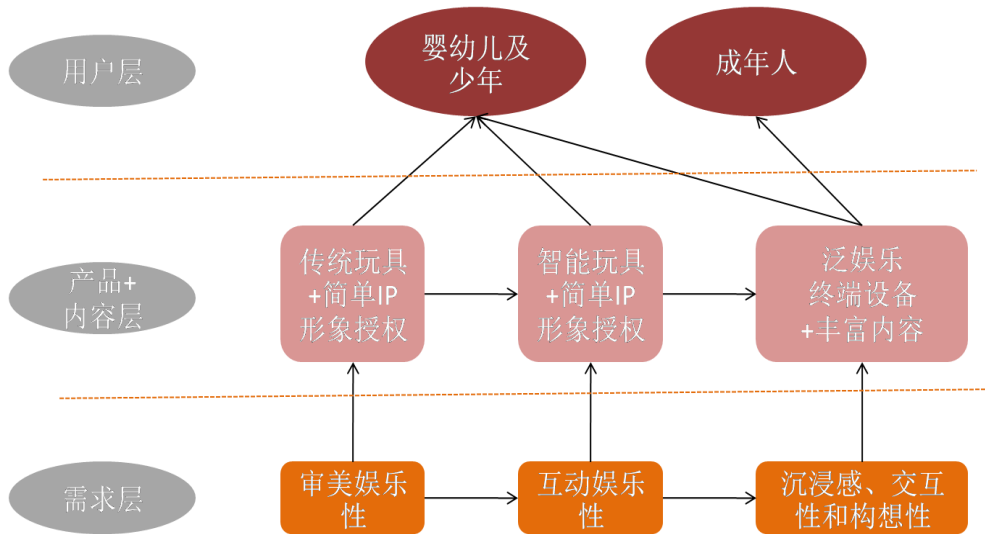 用户层
婴幼儿及
少年
成年人
产品+
内容层
传统玩具
+简单IP
形象授权
智能玩具
+简单IP
形象授权
泛娱乐
终端设备
+丰富内容
需求层
审美娱乐
性
互动娱乐
性
沉浸感、交互
性和构想性